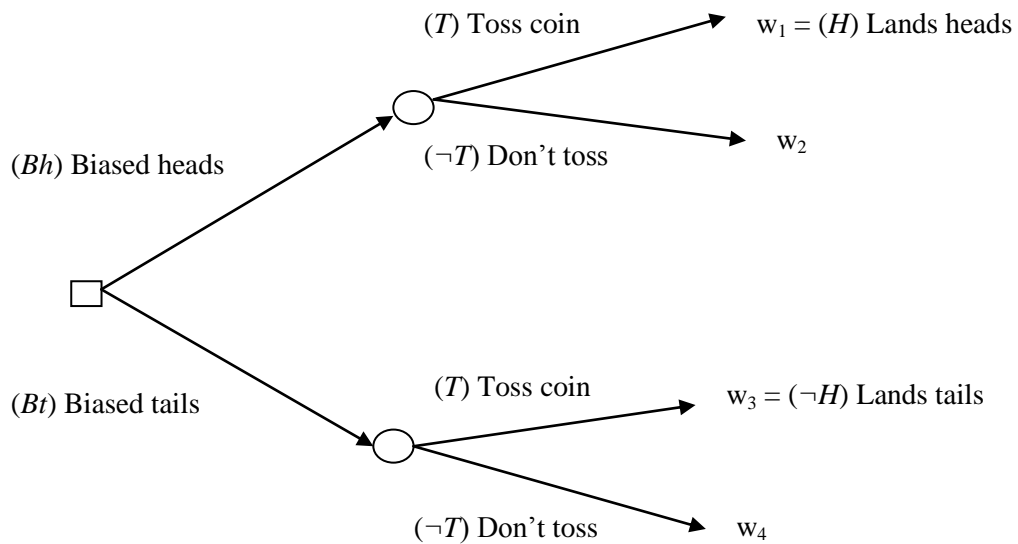 (T) Toss coin
w₁ = (H) Lands heads
(¬T) Don’t toss
w₂
(Bh) Biased heads
(Bt) Biased tails
(T) Toss coin
w₃ = (¬H) Lands tails
(¬T) Don’t toss
w₄